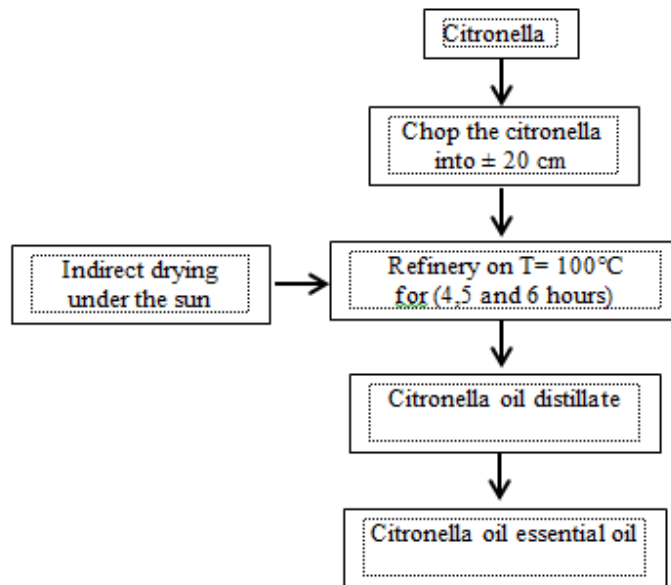 Citronella
Chop the citronella
into ± 20 cm
Indirect drying
under the sun
Refinery on T= 100°C
for (4,5 and 6 hours)
Citronella oil distillate
Citronella oil essential oil